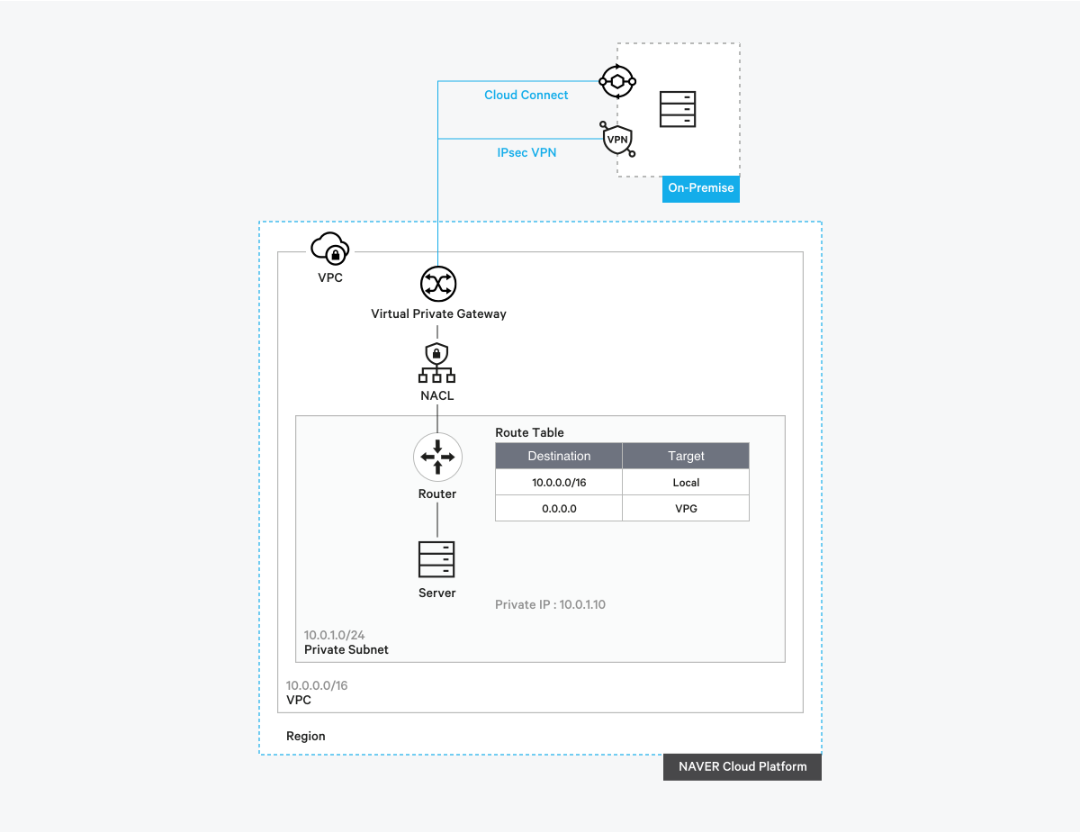 Cloud Connect
VPN
IPsec VPN
On-Premise
VPC
Virtual Private Gateway
NACL
Route Table
Destination Target
10.0.0.0/16 Local
0.0.0.0 VPG
Router
Server
Private IP : 10.0.1.10
10.0.1.0/24
Private Subnet
10.0.0.0/16
VPC
Region
NAVER Cloud Platform